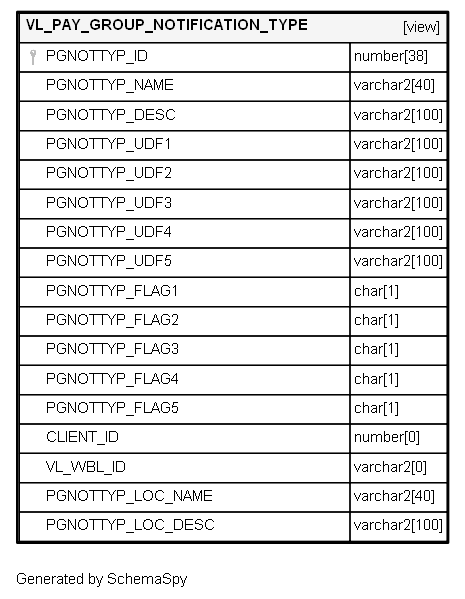 VL_PAY_GROUP_NOTIFICATION_TYPE [view]
PGNOTTYP_ID number[38]
PGNOTTYP_NAME varchar2[40]
PGNOTTYP_DESC varchar2[100]
PGNOTTYP_UDF1 varchar2[100]
PGNOTTYP_UDF2 varchar2[100]
PGNOTTYP_UDF3 varchar2[100]
PGNOTTYP_UDF4 varchar2[100]
PGNOTTYP_UDF5 varchar2[100]
PGNOTTYP_FLAG1 char[1]
PGNOTTYP_FLAG2 char[1]
PGNOTTYP_FLAG3 char[1]
PGNOTTYP_FLAG4 char[1]
PGNOTTYP_FLAG5 char[1]
CLIENT_ID number[0]
VL_WBL_ID varchar2[0]
PGNOTTYP_LOC_NAME varchar2[40]
PGNOTTYP_LOC_DESC varchar2[100]
Generated by SchemaSpy